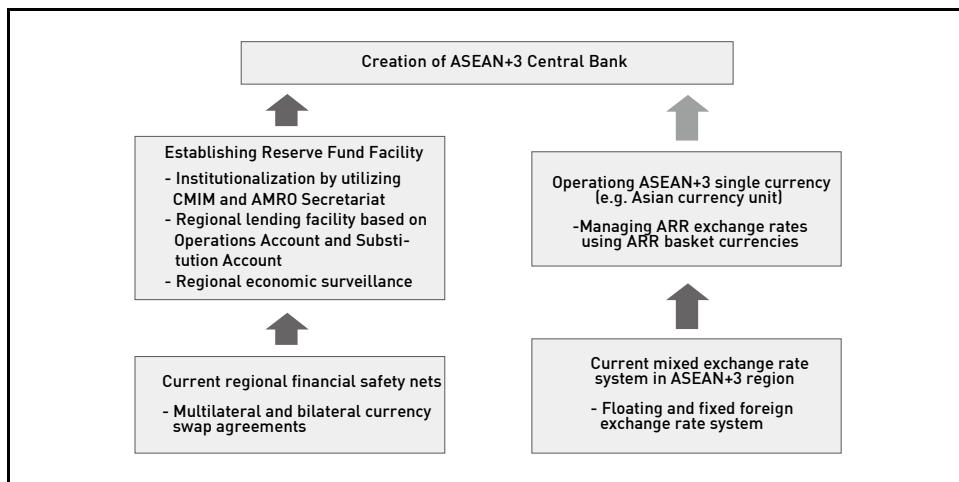 Creation of ASEAN+3 Central Bank
Establishing Reserve Fund Facility
- Institutionalization by utilizing
CMIM and AMRO Secretariat
- Regional lending facility based on
Operations Account and Substi-
tution Account
- Regional economic surveillance
Operationg ASEAN+3 single currency
(e.g. Asian currency unit)
-Managing ARR exchange rates
using ARR basket currencies
Current regional financial safety nets
- Multilateral and bilateral currency
swap agreements
Current mixed exchange rate
system in ASEAN+3 region
- Floating and fixed foreign
exchange rate system